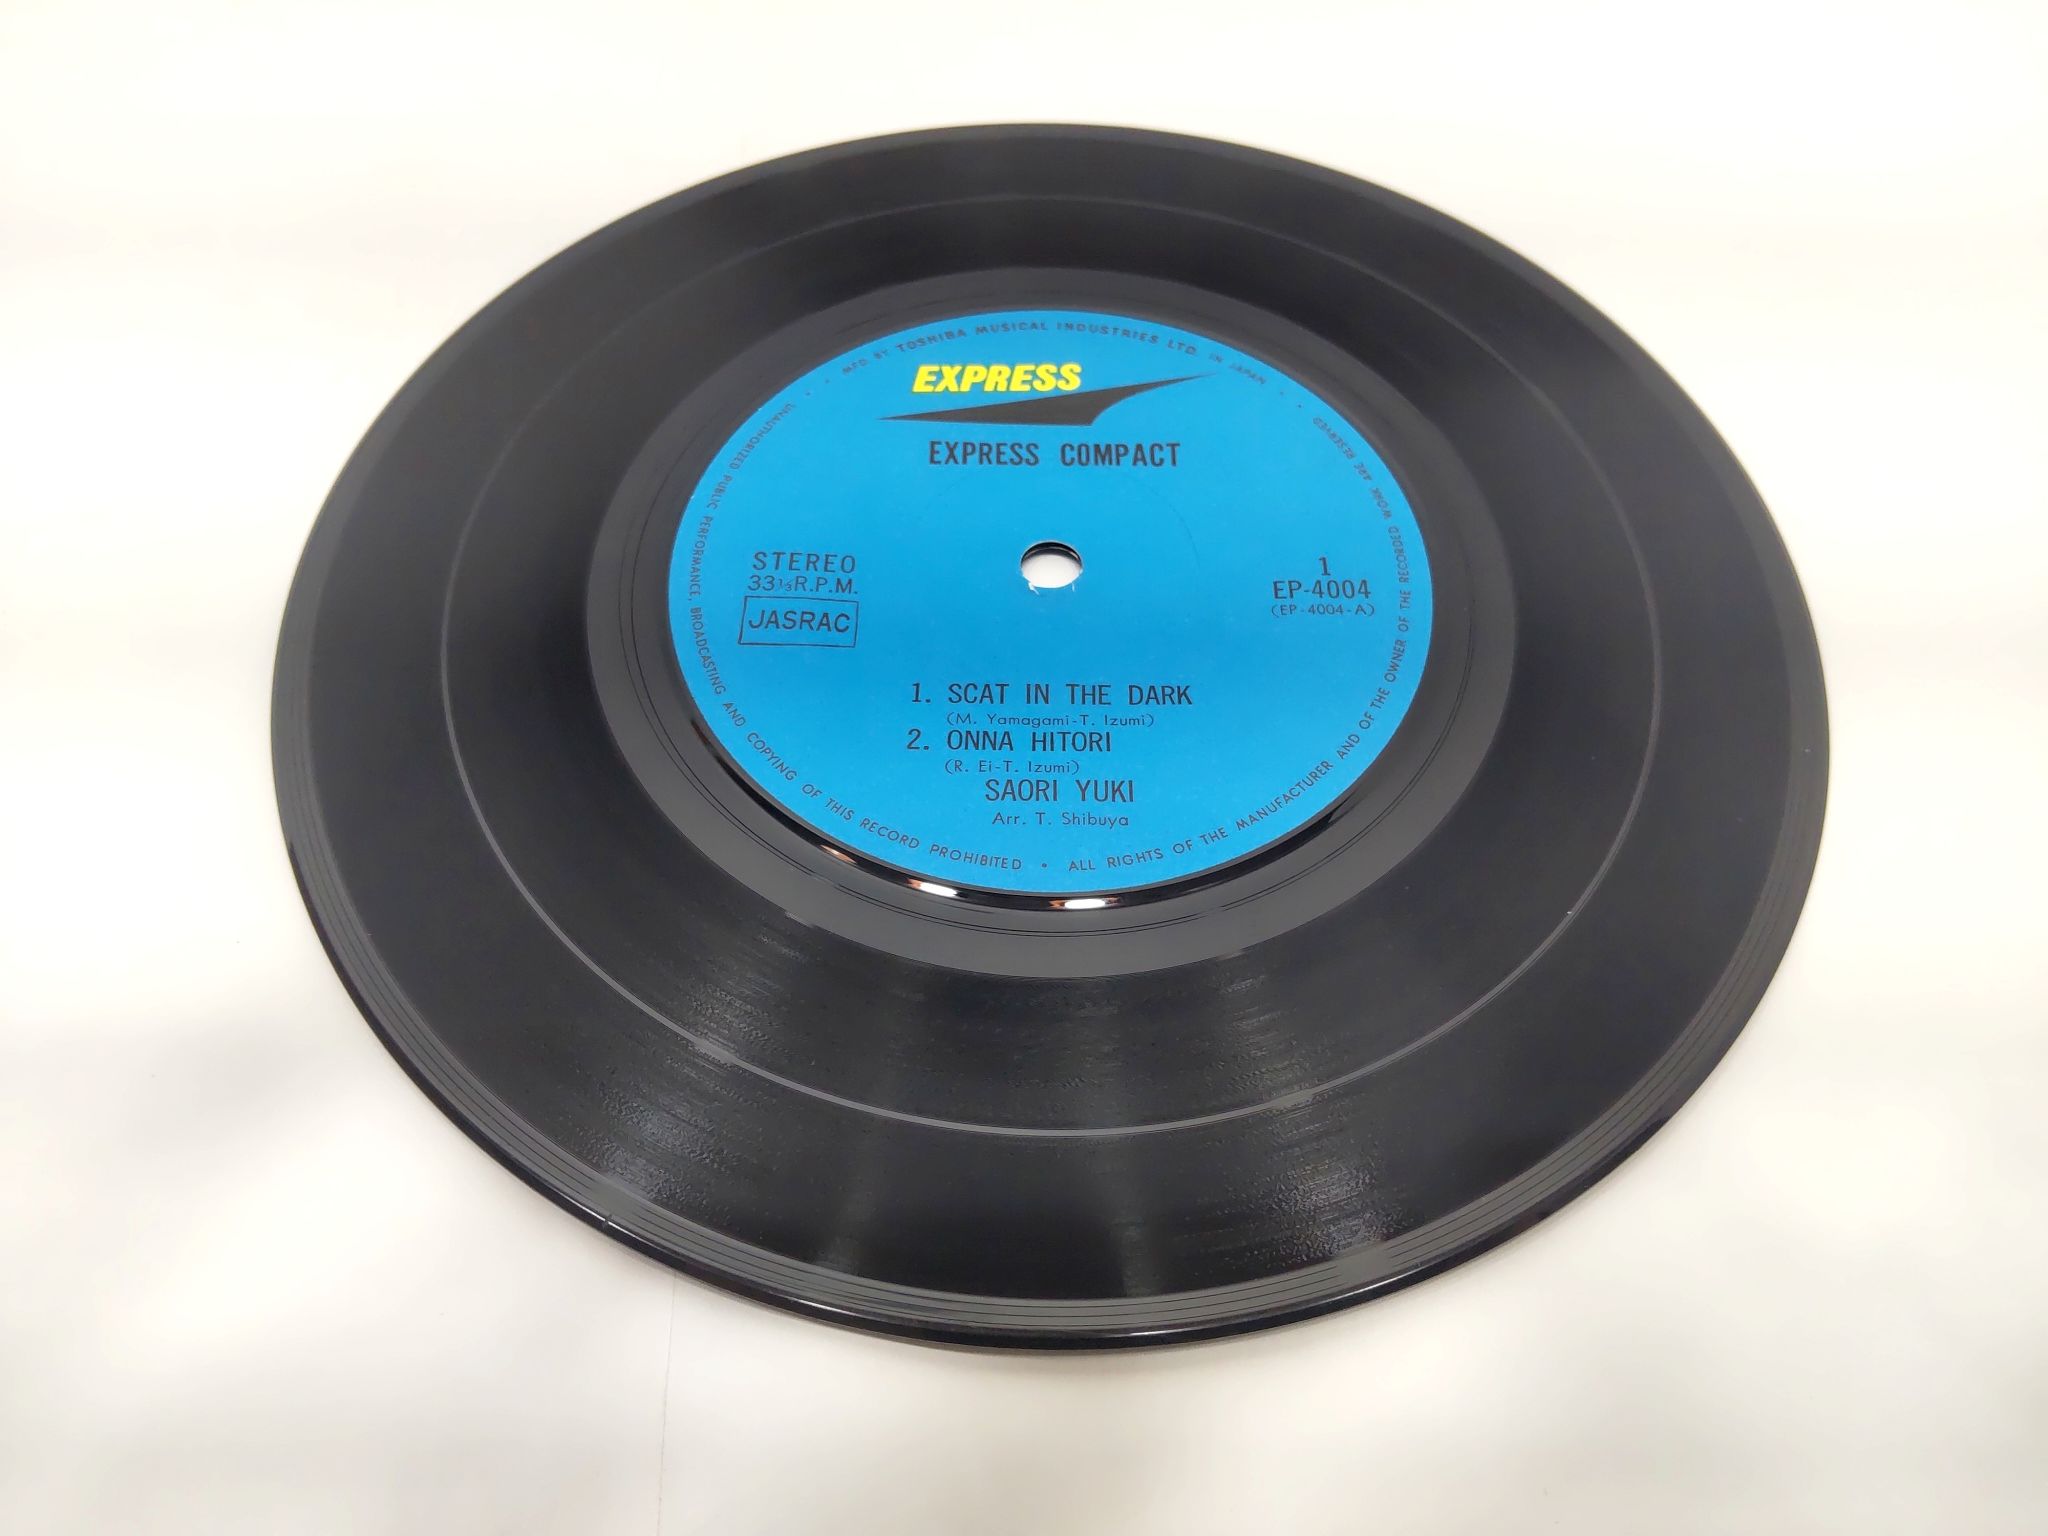 MFD BY TOSHIBA MUSICAL INDUSTRIES LTD. IN JAPAN
EXPRESS
EXPRESS COMPACT
STEREO
33⅓R.P.M.
JASRAC
1
EP-4004
(EP-4004-A)
1. SCAT IN THE DARK
(M. Yamagami-T. Izumi)
2. ONNA HITORI
(R. Ei-T. Izumi)
SAORI YUKI
Arr. T. Shibuya
UNAUTHORIZED PUBLIC PERFORMANCE, BROADCASTING AND COPYING OF THIS RECORD PROHIBITED • ALL RIGHTS OF THE MANUFACTURER AND OF THE OWNER OF THE RECORDED WORK ARE RESERVED